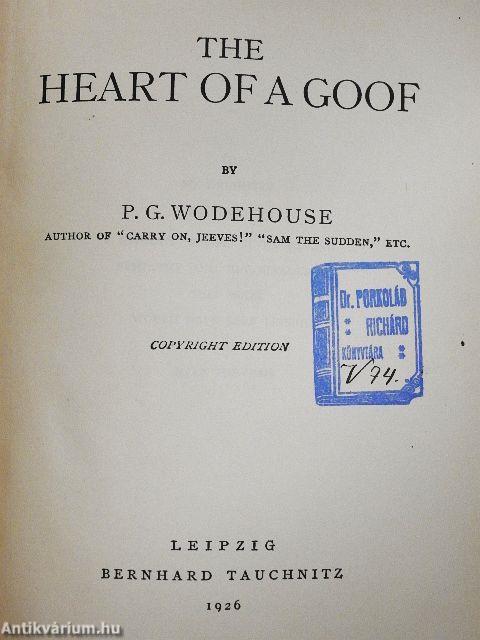 THE
HEART OF A GOOF
BY
P. G. WODEHOUSE
AUTHOR OF "CARRY ON, JEEVES!" "SAM THE SUDDEN," ETC.
COPYRIGHT EDITION
Dr. PORKOLÁB
RICHÁRD
KÖNYVTÁRA
V/94.
LEIPZIG
BERNHARD TAUCHNITZ
1926
Antikvárium.hu